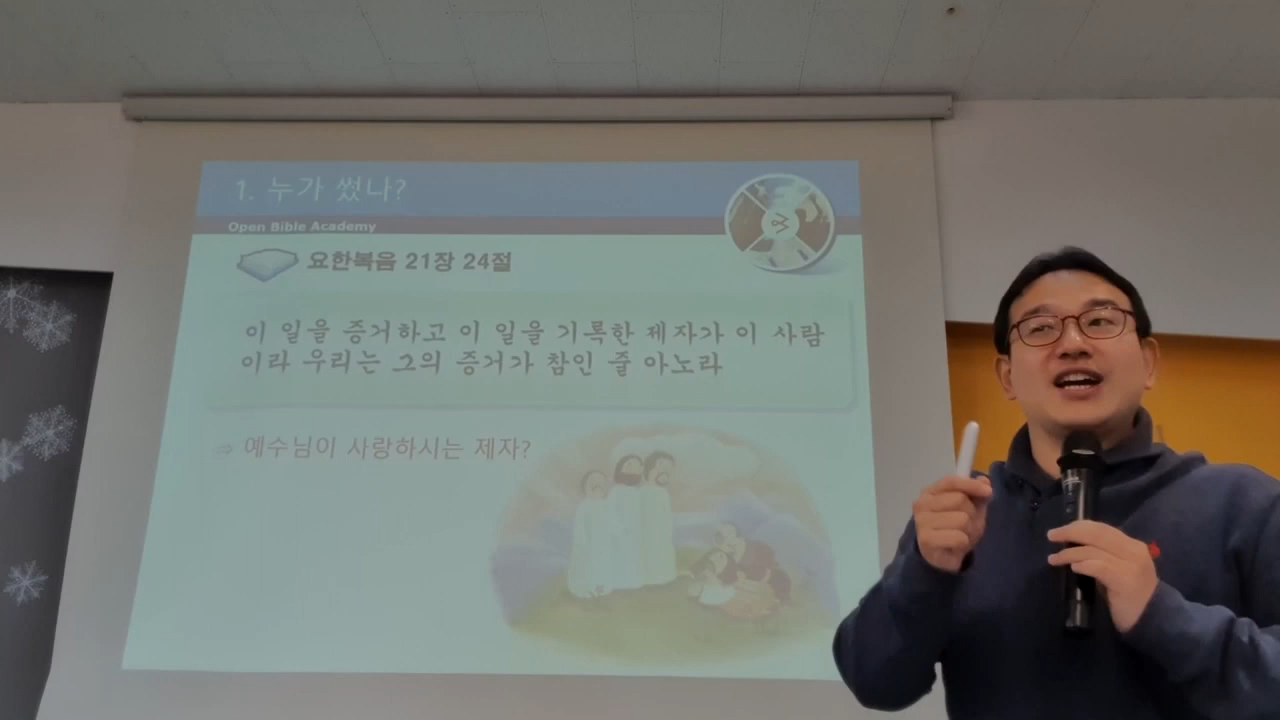 1. 누가 썼나?
Open Bible Academy
요한복음 21장 24절
이 일을 증거하고 이 일을 기록한 제자가 이 사람
이라 우리는 그의 증거가 참인 줄 아노라
⇒ 예수님이 사랑하시는 제자?